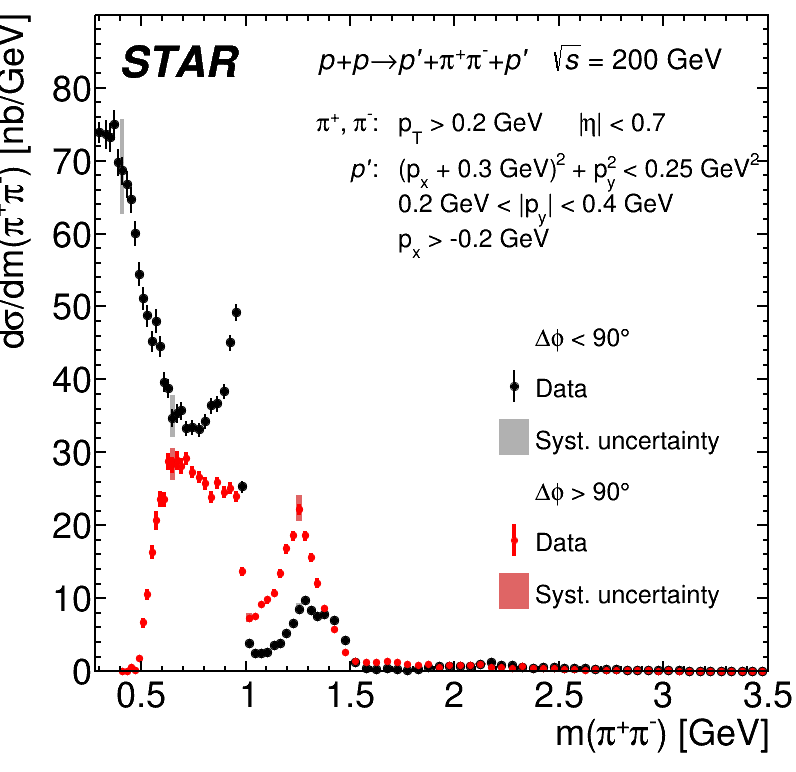 STAR
p+p→p′+π⁺π⁻+p′ √s = 200 GeV
π⁺, π⁻: p_T > 0.2 GeV |η| < 0.7
p′: (p_x + 0.3 GeV)² + p_y² < 0.25 GeV²
0.2 GeV < |p_y| < 0.4 GeV
p_x > -0.2 GeV
Δϕ < 90°
Data
Syst. uncertainty
Δϕ > 90°
Data
Syst. uncertainty
dσ/dm(π⁺π⁻) [nb/GeV]
80
70
60
50
40
30
20
10
0
0.5 1 1.5 2 2.5 3 3.5
m(π⁺π⁻) [GeV]